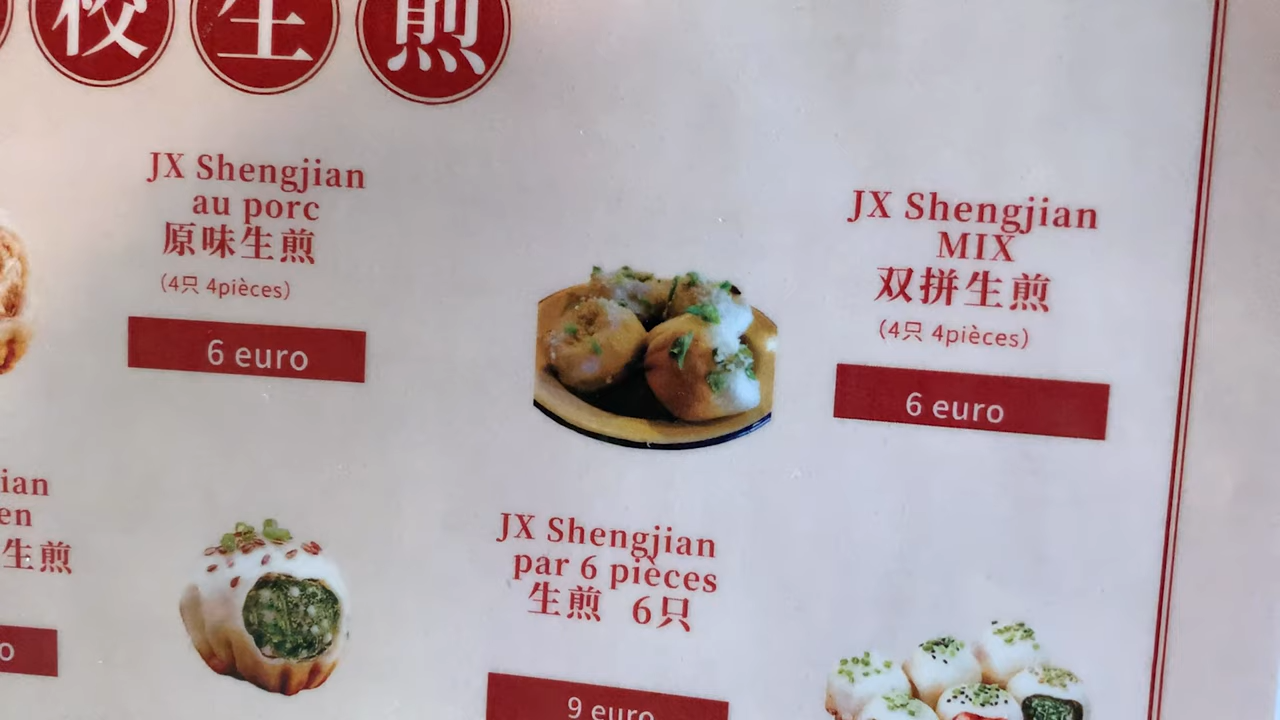 校生煎
JX Shengjian
au porc
原味生煎
(4只 4pièces)
6 euro
JX Shengjian
MIX
双拼生煎
(4只 4pièces)
6 euro
ian
en
生煎
o
JX Shengjian
par 6 pièces
生煎 6只
9 euro